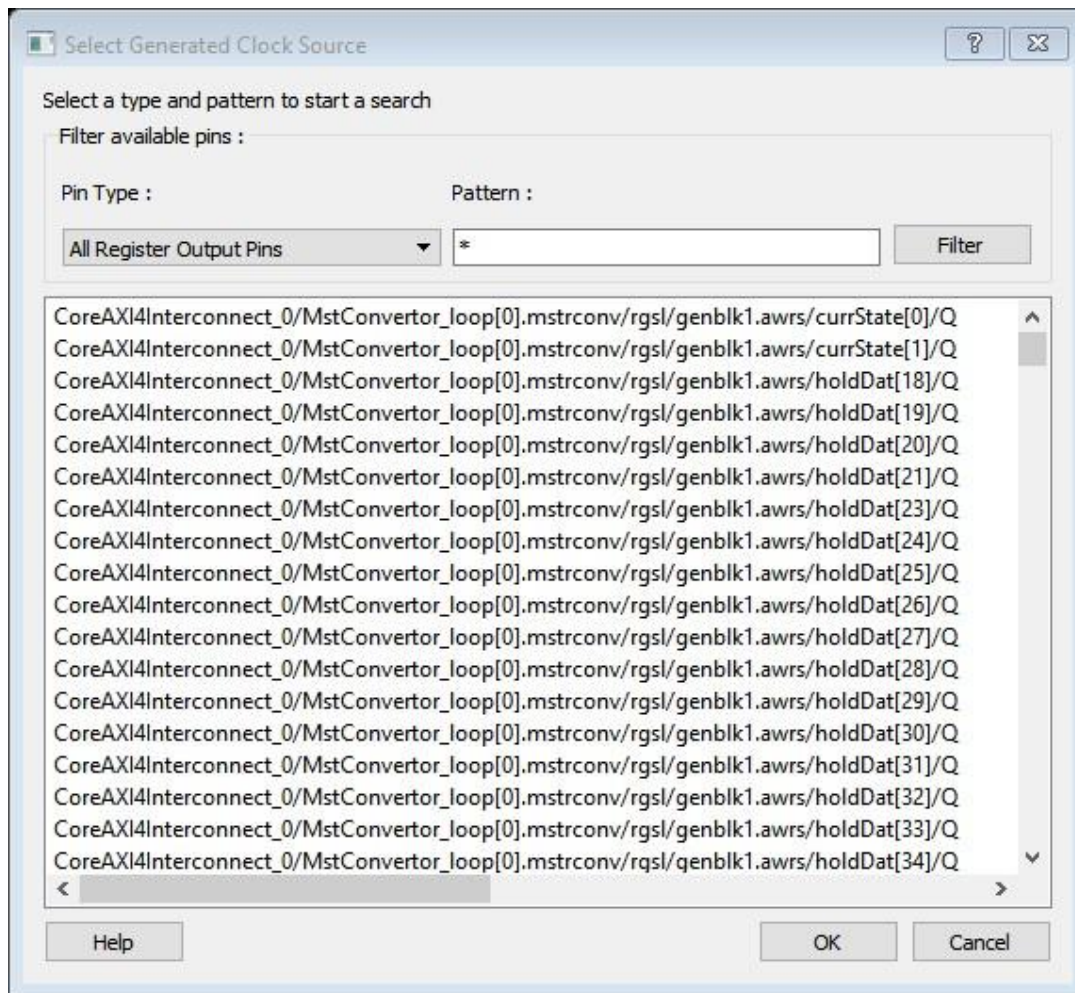 Select Generated Clock Source
Select a type and pattern to start a search
Filter available pins :
Pin Type :
Pattern :
All Register Output Pins
*
Filter
CoreAXI4Interconnect_0/MstConvertor_loop[0].mstrconv/rgsl/genblk1.awrs/currState[0]/Q
CoreAXI4Interconnect_0/MstConvertor_loop[0].mstrconv/rgsl/genblk1.awrs/currState[1]/Q
CoreAXI4Interconnect_0/MstConvertor_loop[0].mstrconv/rgsl/genblk1.awrs/holdDat[18]/Q
CoreAXI4Interconnect_0/MstConvertor_loop[0].mstrconv/rgsl/genblk1.awrs/holdDat[19]/Q
CoreAXI4Interconnect_0/MstConvertor_loop[0].mstrconv/rgsl/genblk1.awrs/holdDat[20]/Q
CoreAXI4Interconnect_0/MstConvertor_loop[0].mstrconv/rgsl/genblk1.awrs/holdDat[21]/Q
CoreAXI4Interconnect_0/MstConvertor_loop[0].mstrconv/rgsl/genblk1.awrs/holdDat[23]/Q
CoreAXI4Interconnect_0/MstConvertor_loop[0].mstrconv/rgsl/genblk1.awrs/holdDat[24]/Q
CoreAXI4Interconnect_0/MstConvertor_loop[0].mstrconv/rgsl/genblk1.awrs/holdDat[25]/Q
CoreAXI4Interconnect_0/MstConvertor_loop[0].mstrconv/rgsl/genblk1.awrs/holdDat[26]/Q
CoreAXI4Interconnect_0/MstConvertor_loop[0].mstrconv/rgsl/genblk1.awrs/holdDat[27]/Q
CoreAXI4Interconnect_0/MstConvertor_loop[0].mstrconv/rgsl/genblk1.awrs/holdDat[28]/Q
CoreAXI4Interconnect_0/MstConvertor_loop[0].mstrconv/rgsl/genblk1.awrs/holdDat[29]/Q
CoreAXI4Interconnect_0/MstConvertor_loop[0].mstrconv/rgsl/genblk1.awrs/holdDat[30]/Q
CoreAXI4Interconnect_0/MstConvertor_loop[0].mstrconv/rgsl/genblk1.awrs/holdDat[31]/Q
CoreAXI4Interconnect_0/MstConvertor_loop[0].mstrconv/rgsl/genblk1.awrs/holdDat[32]/Q
CoreAXI4Interconnect_0/MstConvertor_loop[0].mstrconv/rgsl/genblk1.awrs/holdDat[33]/Q
CoreAXI4Interconnect_0/MstConvertor_loop[0].mstrconv/rgsl/genblk1.awrs/holdDat[34]/Q
Help
OK
Cancel